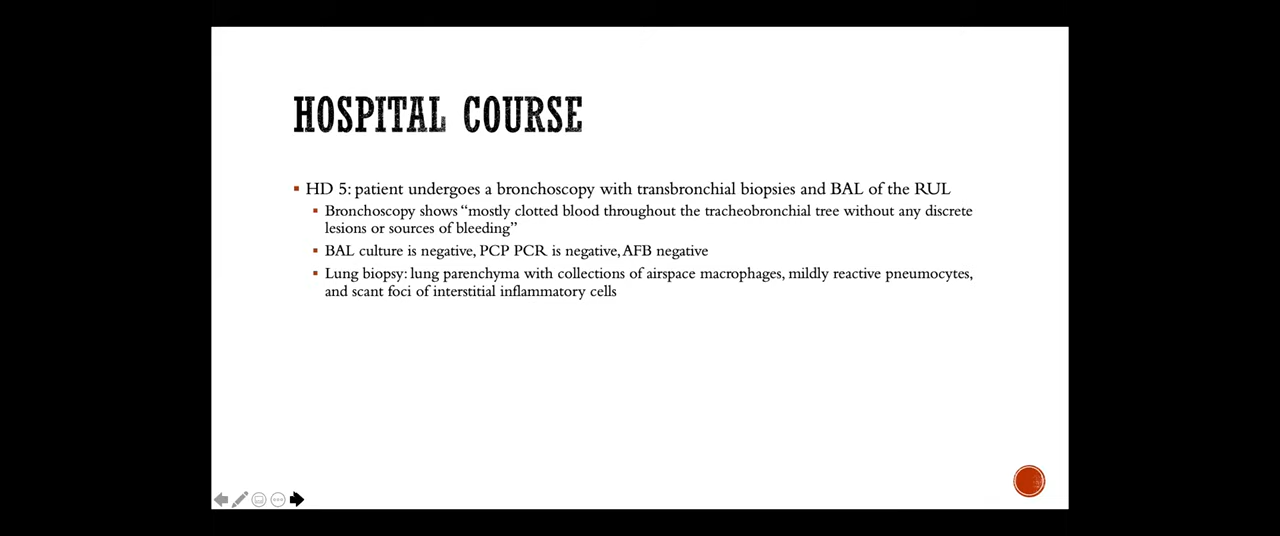 HOSPITAL COURSE
HD 5: patient undergoes a bronchoscopy with transbronchial biopsies and BAL of the RUL
Bronchoscopy shows “mostly clotted blood throughout the tracheobronchial tree without any discrete
lesions or sources of bleeding”
BAL culture is negative, PCP PCR is negative, AFB negative
Lung biopsy: lung parenchyma with collections of airspace macrophages, mildly reactive pneumocytes,
and scant foci of interstitial inflammatory cells